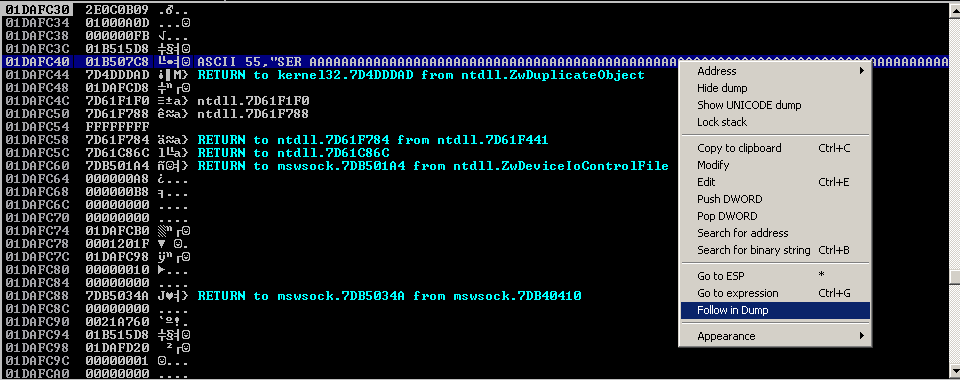 01DAFC30 2E0C0B09 .♂..
01DAFC34 01000A0D ...☺
01DAFC38 000000FB √...
01DAFC3C 01B515D8 ╪§╡☺
01DAFC40 01B507C8 ╚•╡☺ ASCII 55,"SER AAAAAAAAAAAAAAAAAAAAAAAAAAAAAAAAAAAAAAAAAAAAAAAAAAAAAAAAAAAAAAAAAAAAAAAAAAAAAAAAAAAAAAAAAA
01DAFC44 7D4DDDAD ¡▐M} RETURN to kernel32.7D4DDDAD from ntdll.ZwDuplicateObject
01DAFC48 01DAFCD8 ╪ⁿ┌☺
01DAFC4C 7D61F1F0 ≡±a} ntdll.7D61F1F0
01DAFC50 7D61F788 ê≈a} ntdll.7D61F788
01DAFC54 FFFFFFFF
01DAFC58 7D61F784 ä≈a} RETURN to ntdll.7D61F784 from ntdll.7D61F441
01DAFC5C 7D61C86C l╚a} RETURN to ntdll.7D61C86C
01DAFC60 7DB501A4 ñ☺╡} RETURN to mswsock.7DB501A4 from ntdll.ZwDeviceIoControlFile
01DAFC64 000000A8 ¿...
01DAFC68 000000B8 ╕...
01DAFC6C 00000000 ....
01DAFC70 00000000 ....
01DAFC74 01DAFCB0 ░ⁿ┌☺
01DAFC78 0001201F ▼ ☺.
01DAFC7C 01DAFC98 ÿⁿ┌☺
01DAFC80 00000010 ►...
01DAFC84 00000000 ....
01DAFC88 7DB5034A J♥╡} RETURN to mswsock.7DB5034A from mswsock.7DB40410
01DAFC8C 00000000 ....
01DAFC90 0021A760 `º!.
01DAFC94 01B515D8 ╪§╡☺
01DAFC98 01DAFD20 ²┌☺
01DAFC9C 00000001 ☺...
01DAFCA0 00000000 ....
Address
Hide dump
Show UNICODE dump
Lock stack
Copy to clipboard Ctrl+C
Modify
Edit Ctrl+E
Push DWORD
Pop DWORD
Search for address
Search for binary string Ctrl+B
Go to ESP *
Go to expression Ctrl+G
Follow in Dump
Appearance